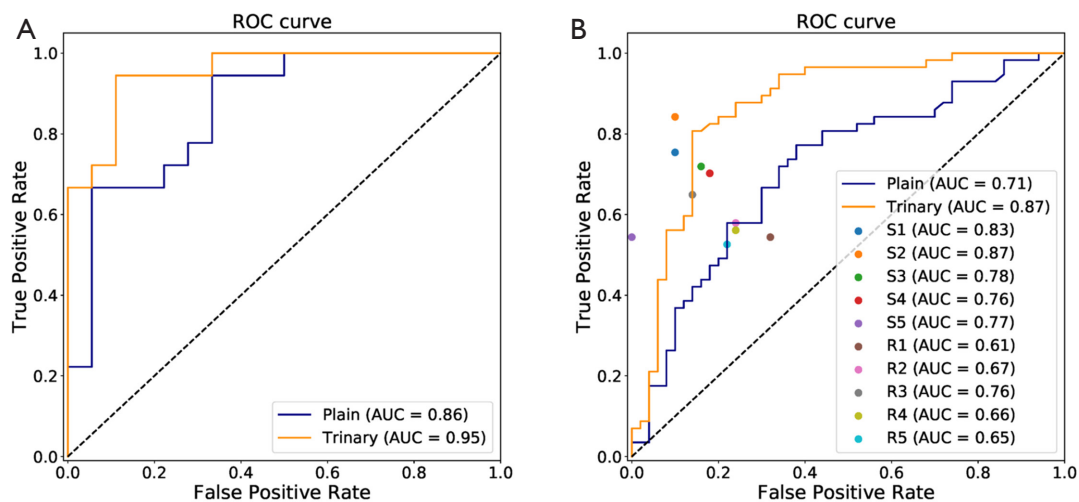 A
ROC curve
1.0
0.8
0.6
0.4
0.2
0.0
True Positive Rate
Plain (AUC = 0.86)
Trinary (AUC = 0.95)
0.0 0.2 0.4 0.6 0.8 1.0
False Positive Rate
B
ROC curve
1.0
0.8
0.6
0.4
0.2
0.0
True Positive Rate
Plain (AUC = 0.71)
Trinary (AUC = 0.87)
S1 (AUC = 0.83)
S2 (AUC = 0.87)
S3 (AUC = 0.78)
S4 (AUC = 0.76)
S5 (AUC = 0.77)
R1 (AUC = 0.61)
R2 (AUC = 0.67)
R3 (AUC = 0.76)
R4 (AUC = 0.66)
R5 (AUC = 0.65)
0.0 0.2 0.4 0.6 0.8 1.0
False Positive Rate